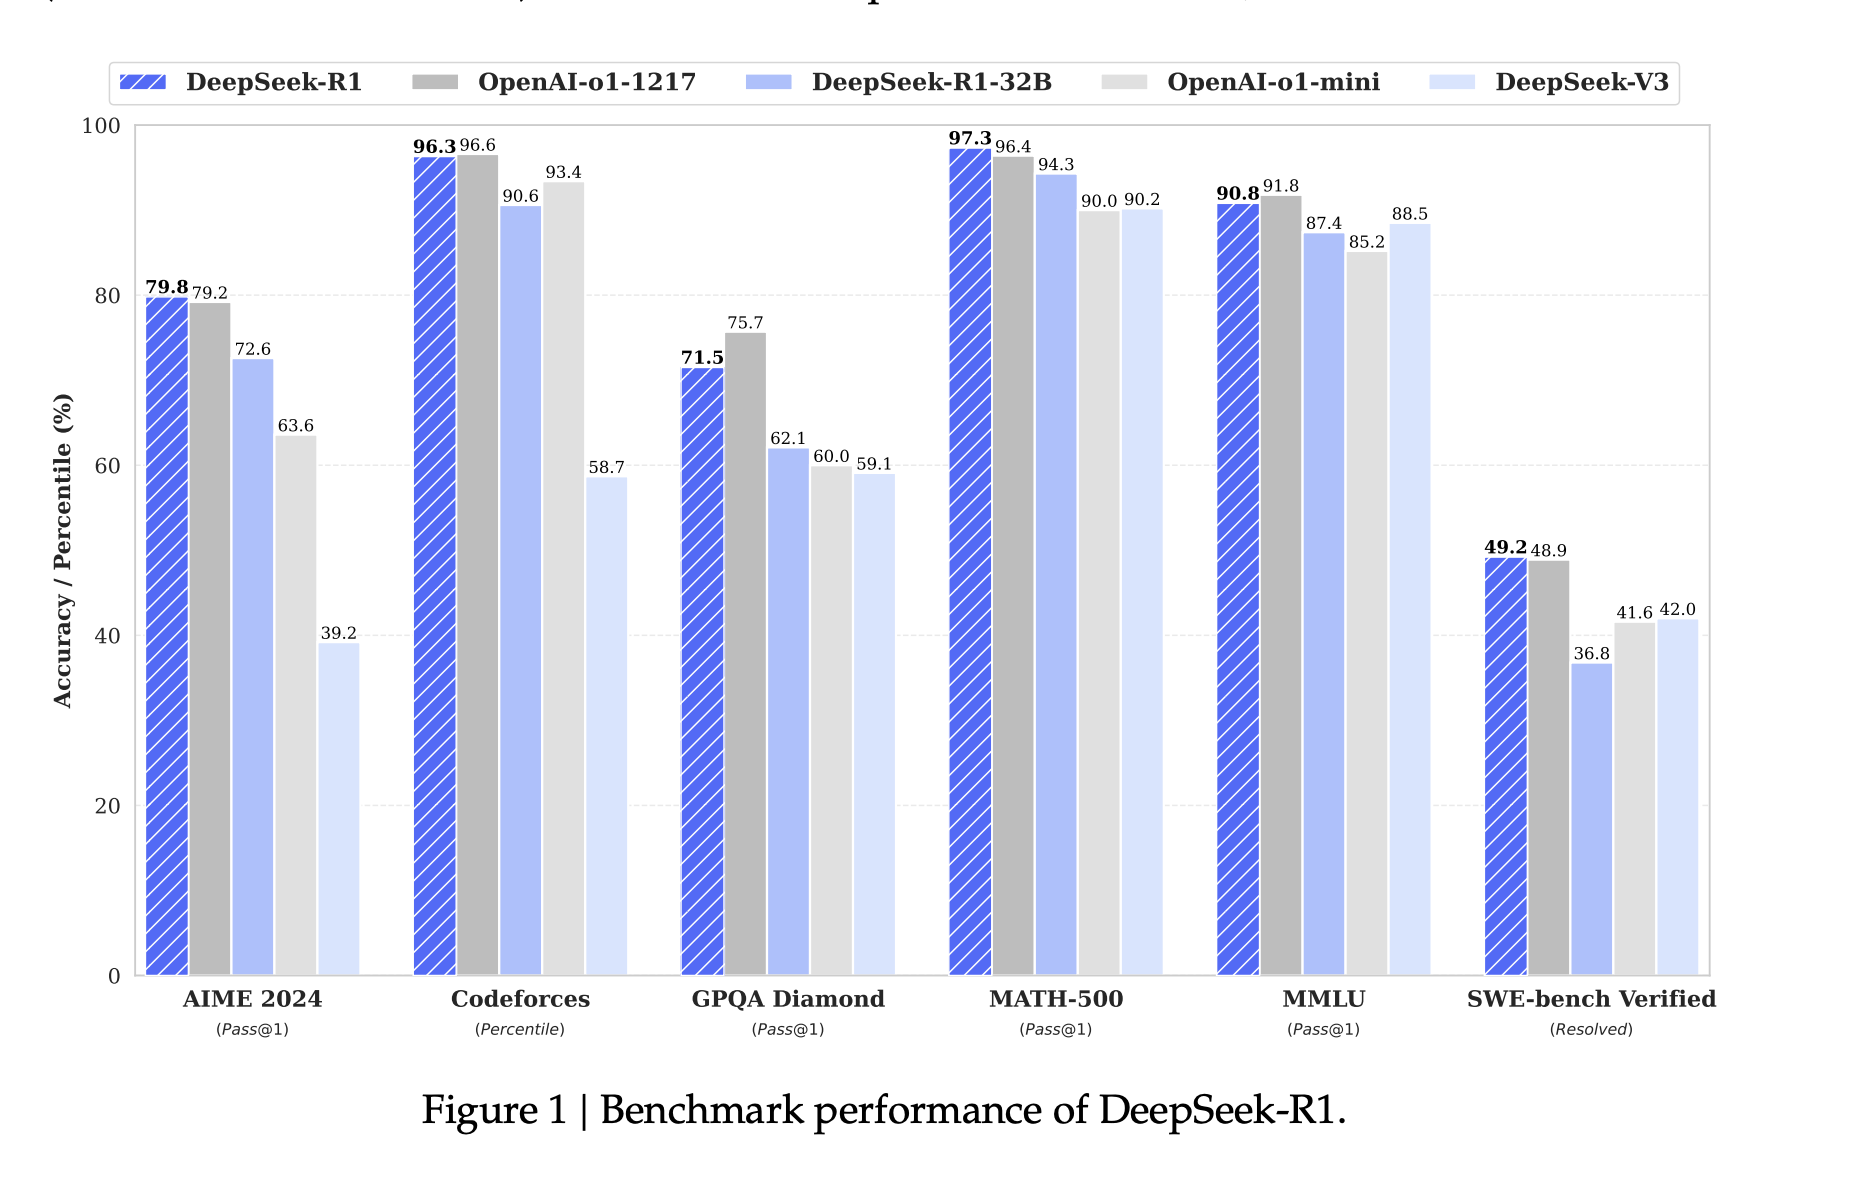 DeepSeek-R1 OpenAI-o1-1217 DeepSeek-R1-32B OpenAI-o1-mini DeepSeek-V3
Accuracy / Percentile (%)
100
80
60
40
20
0
79.8 79.2 72.6 63.6 39.2
96.3 96.6 90.6 93.4 58.7
71.5 75.7 62.1 60.0 59.1
97.3 96.4 94.3 90.0 90.2
90.8 91.8 87.4 85.2 88.5
49.2 48.9 36.8 41.6 42.0
AIME 2024 Codeforces GPQA Diamond MATH-500 MMLU SWE-bench Verified
(Pass@1) (Percentile) (Pass@1) (Pass@1) (Pass@1) (Resolved)
Figure 1 | Benchmark performance of DeepSeek-R1.